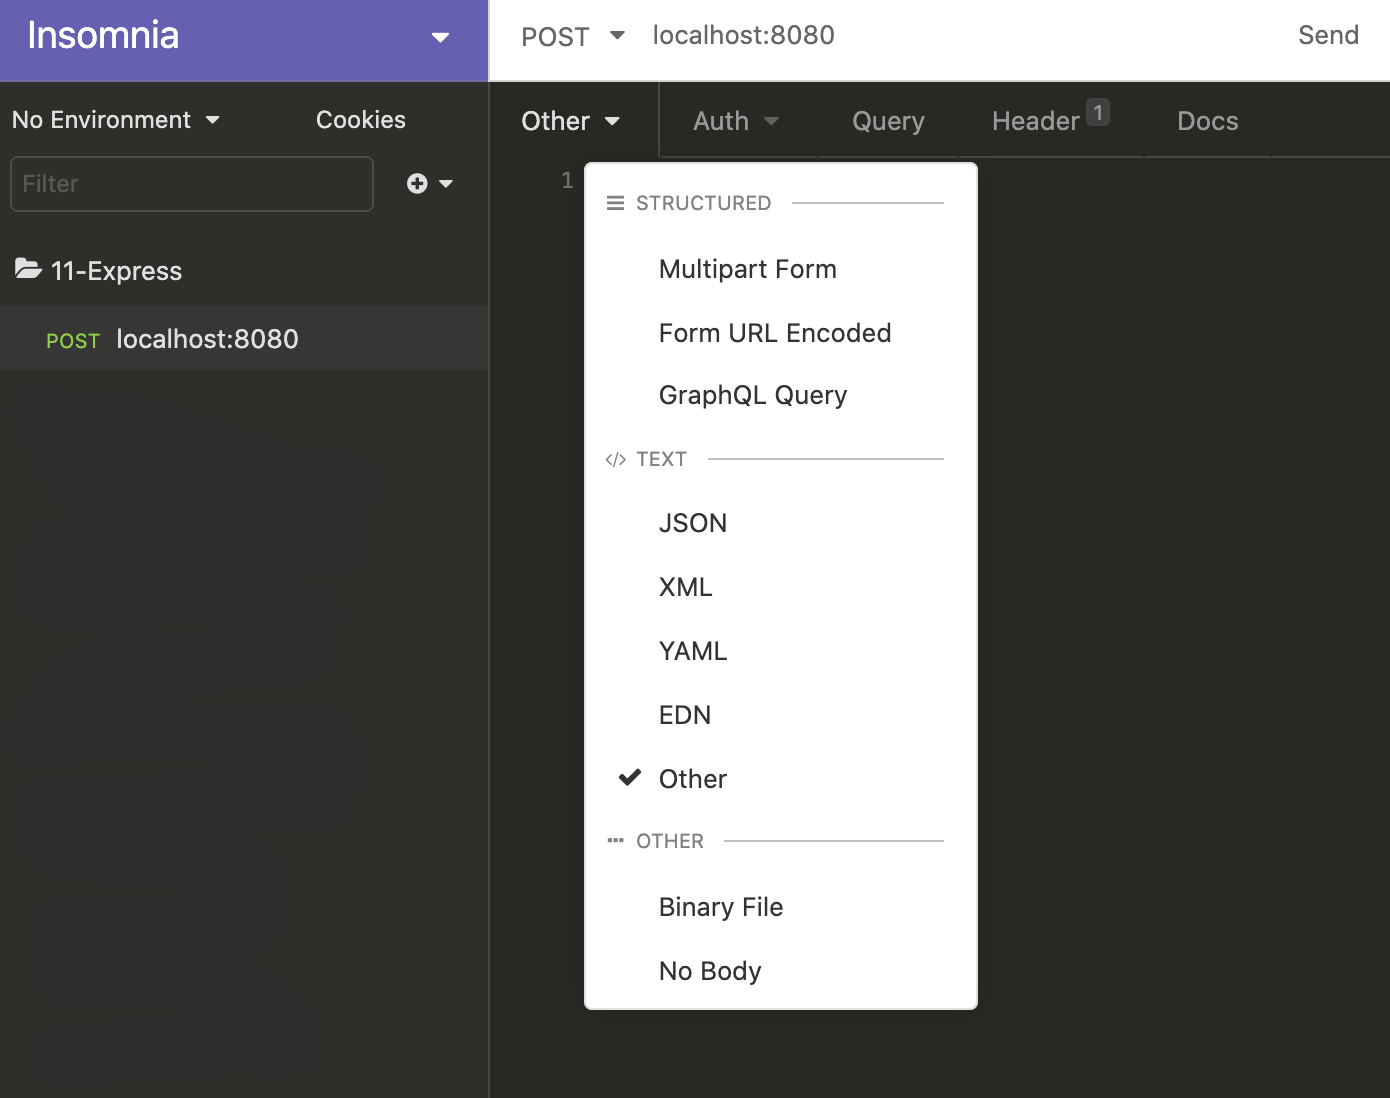 Insomnia
POST localhost:8080 Send
No Environment Cookies
Other Auth Query Header 1 Docs
Filter
1
11-Express
POST localhost:8080
STRUCTURED
Multipart Form
Form URL Encoded
GraphQL Query
</> TEXT
JSON
XML
YAML
EDN
Other
OTHER
Binary File
No Body